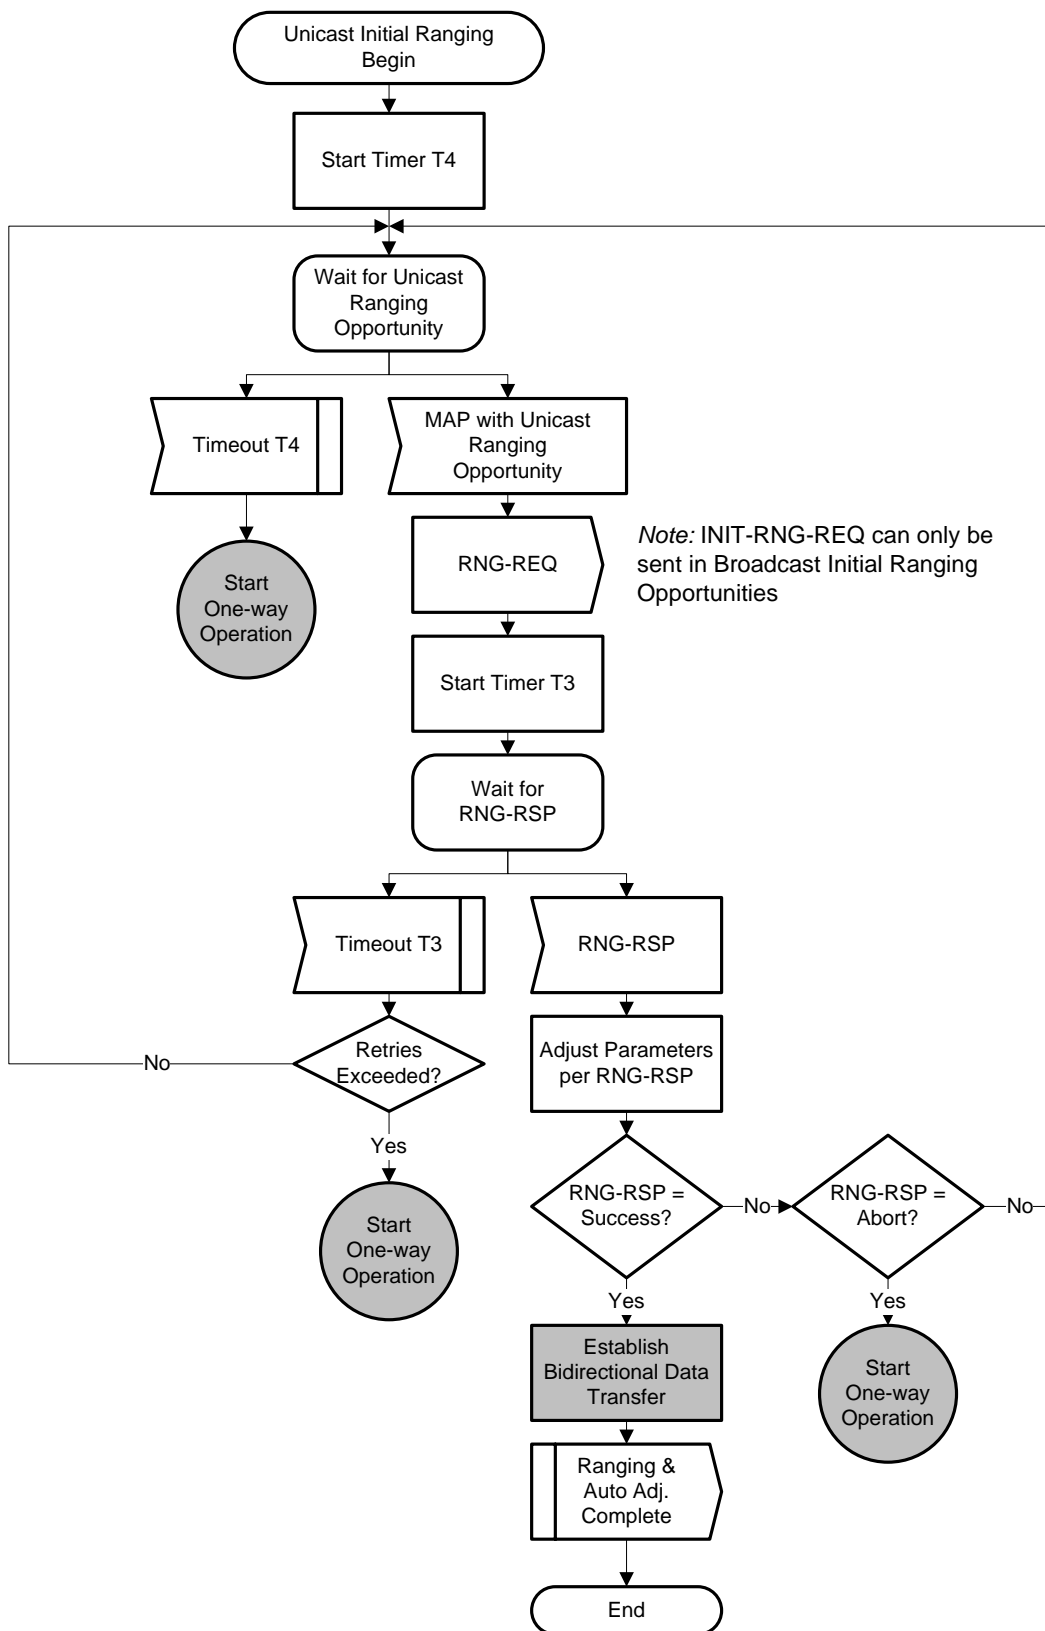 Unicast Initial Ranging
Begin
Start Timer T4
Wait for Unicast
Ranging
Opportunity
Timeout T4
MAP with Unicast
Ranging
Opportunity
RNG-REQ
Note: INIT-RNG-REQ can only be
sent in Broadcast Initial Ranging
Opportunities
Start
One-way
Operation
Start Timer T3
Wait for
RNG-RSP
Timeout T3
RNG-RSP
Retries
Exceeded?
No
Adjust Parameters
per RNG-RSP
Yes
Start
One-way
Operation
RNG-RSP =
Success?
No
RNG-RSP =
Abort?
No
Yes
Yes
Establish
Bidirectional Data
Transfer
Start
One-way
Operation
Ranging &
Auto Adj.
Complete
End